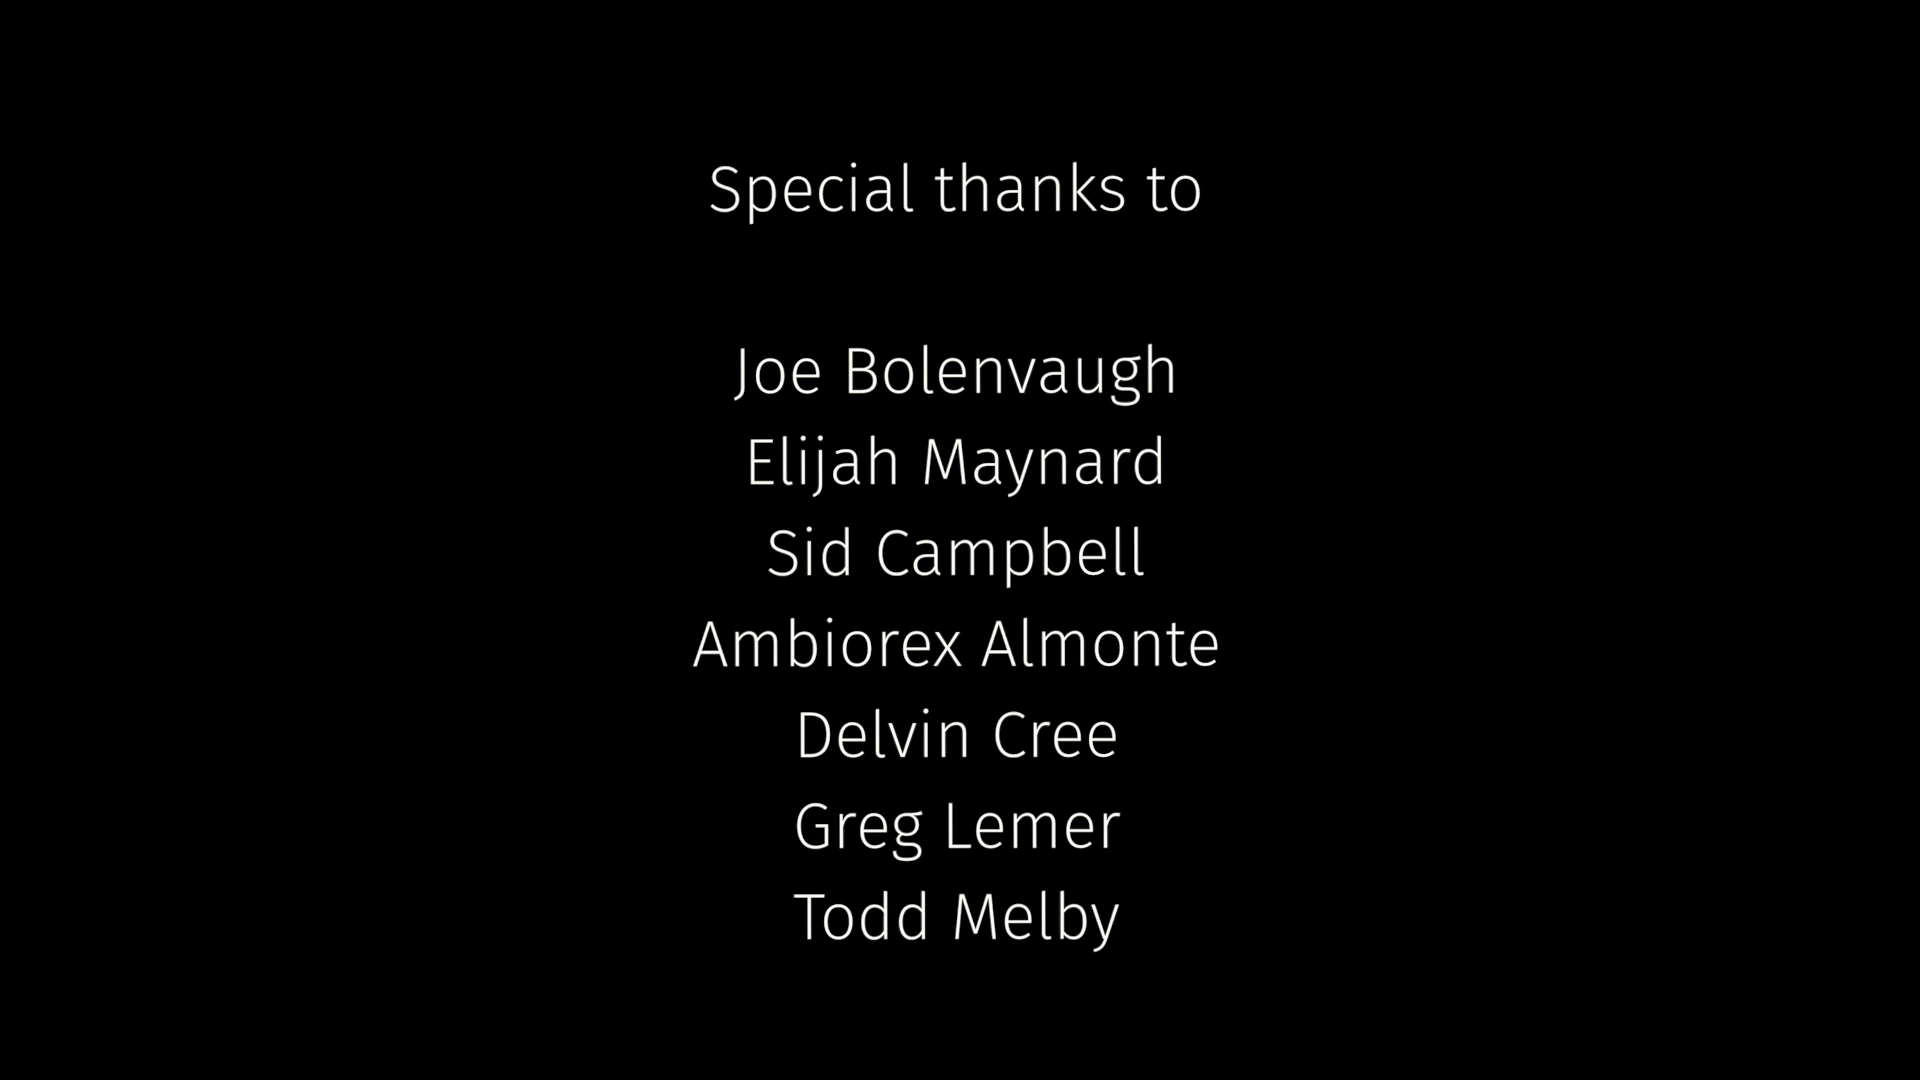 Special thanks to
Joe Bolenvaugh
Elijah Maynard
Sid Campbell
Ambiorex Almonte
Delvin Cree
Greg Lemer
Todd Melby